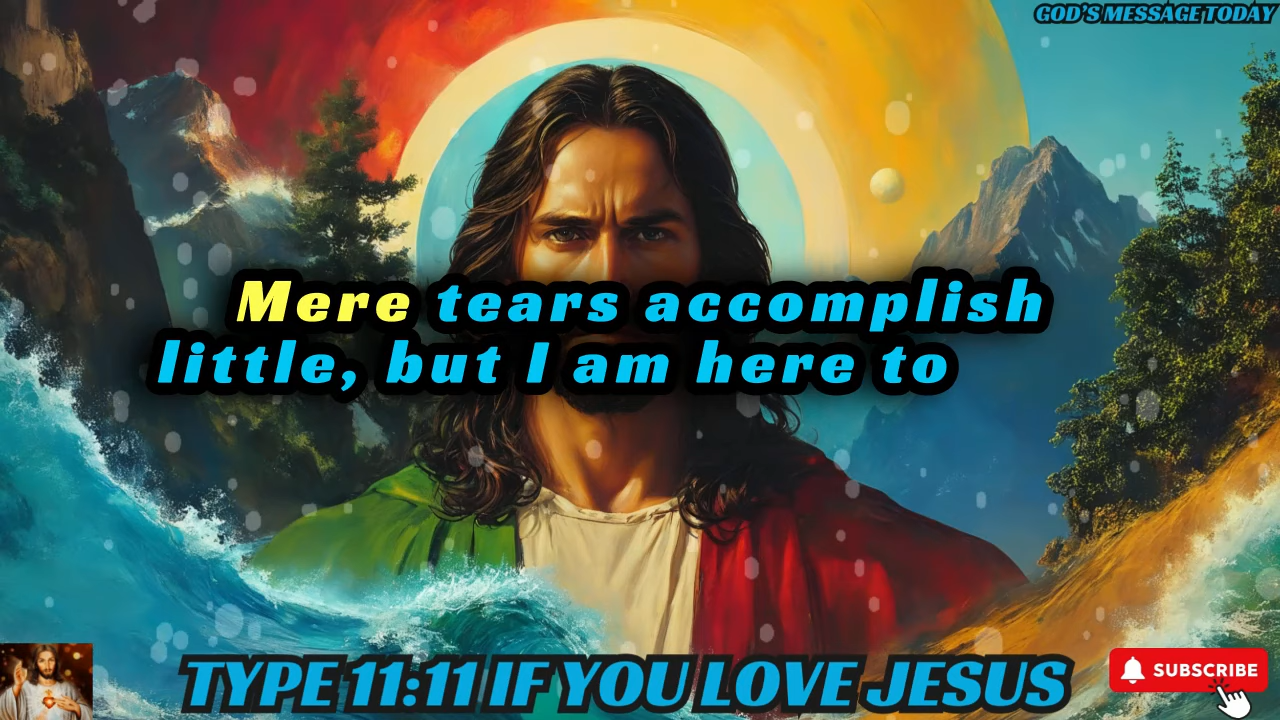 GOD'S MESSAGE TODAY
Mere tears accomplish
little, but I am here to
TYPE 11:11 IF YOU LOVE JESUS
SUBSCRIBE